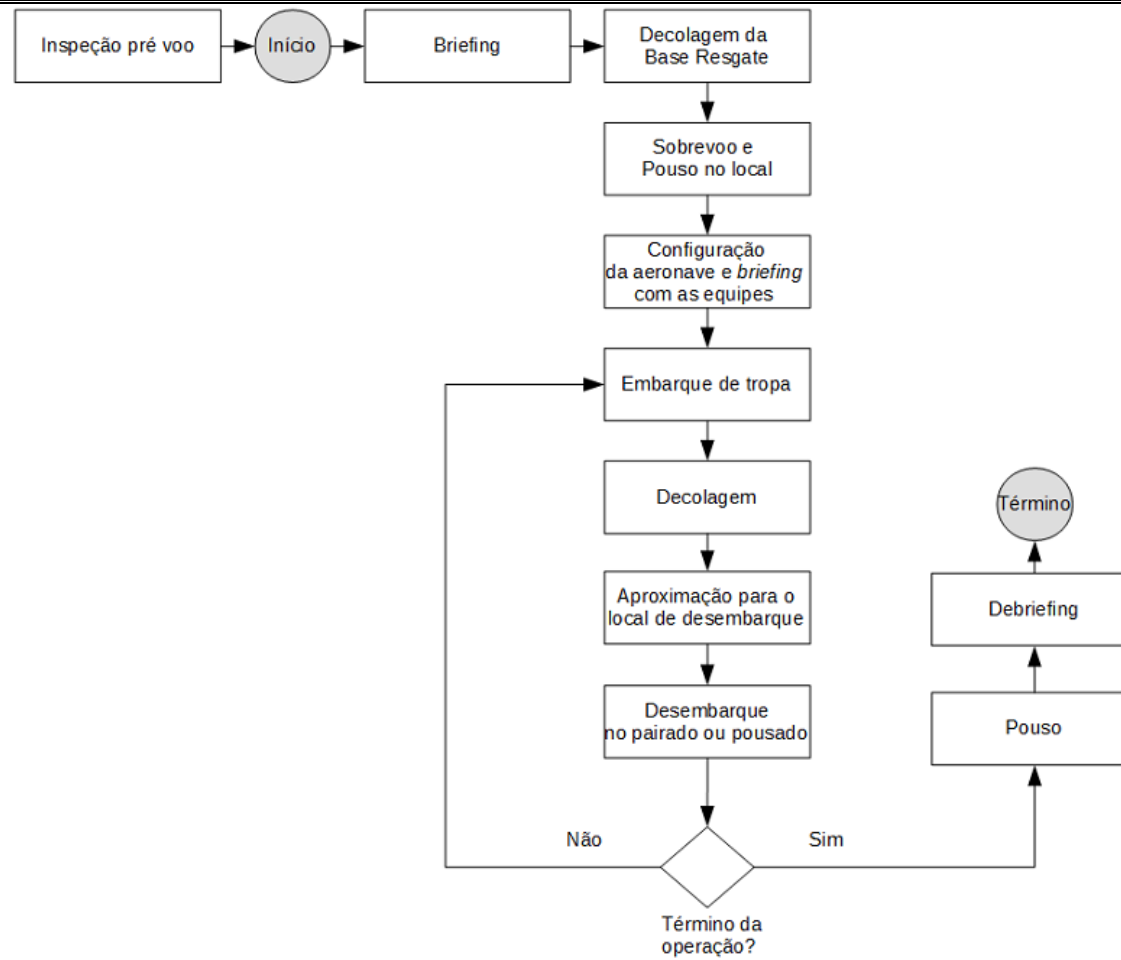 Inspeção pré voo
Início
Briefing
Decolagem da
Base Resgate
Sobrevoo e
Pouso no local
Configuração
da aeronave e briefing
com as equipes
Embarque de tropa
Decolagem
Aproximação para o
local de desembarque
Desembarque
no pairado ou pousado
Não
Sim
Término da
operação?
Pouso
Debriefing
Término